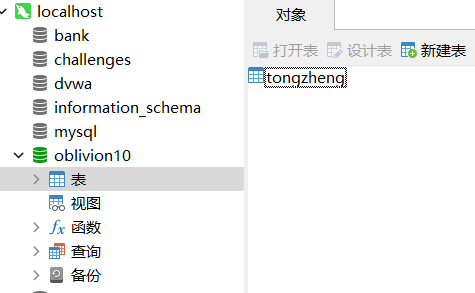 localhost
bank
challenges
dvwa
information_schema
mysql
oblivion10
表
视图
fx 函数
查询
备份
对象
打开表 设计表 新建表
tongzheng